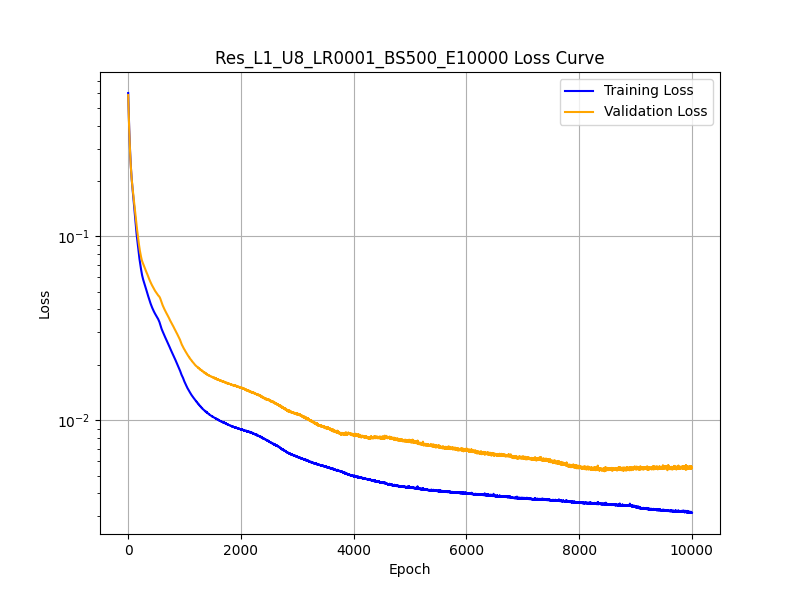 Res_L1_U8_LR0001_BS500_E10000 Loss Curve
Training Loss
Validation Loss
10⁻¹
10⁻²
Loss
0 2000 4000 6000 8000 10000
Epoch